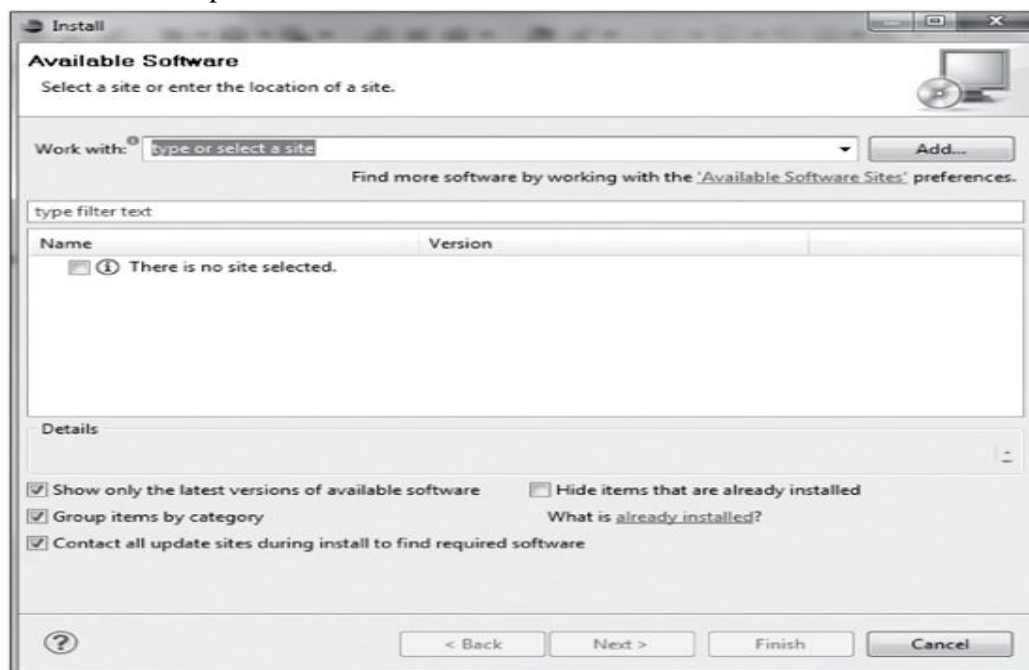 Install
Available Software
Select a site or enter the location of a site.
Work with: type or select a site Add...
Find more software by working with the 'Available Software Sites' preferences.
type filter text
Name Version
There is no site selected.
Details
Show only the latest versions of available software Hide items that are already installed
Group items by category What is already installed?
Contact all update sites during install to find required software
? < Back Next > Finish Cancel